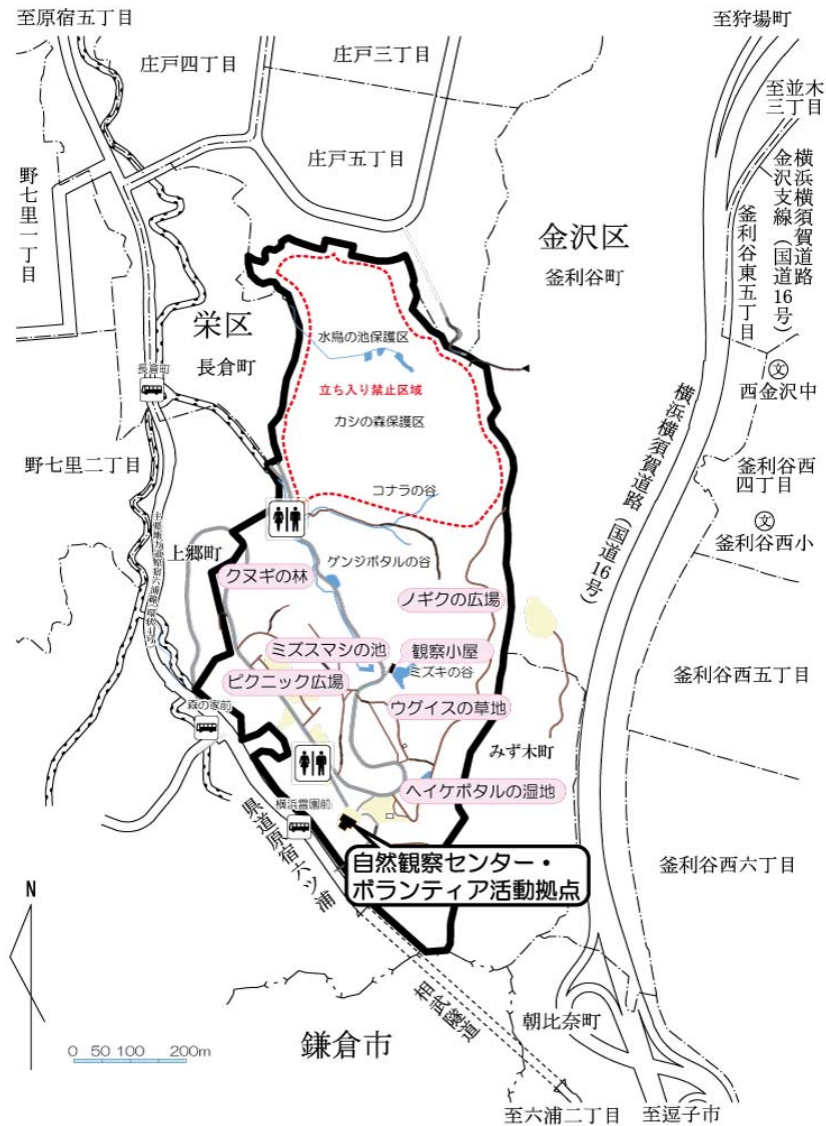 至原宿五丁目
至狩場町
庄戸四丁目
庄戸三丁目
至並木
三丁目
庄戸五丁目
野七里一丁目
横浜横須賀道路
金沢支線（国道16号）
釜利谷東五丁目
金沢区
釜利谷町
栄区
長倉町
水鳥の池保護区
長倉町
立ち入り禁止区域
カシの森保護区
文
西金沢中
横浜横須賀道路（国道16号）
野七里二丁目
コナラの谷
釜利谷西
四丁目
文
釜利谷西小
上郷町
ゲンジボタルの谷
クヌギの林
ノギクの広場
ミズスマシの池
観察小屋
ミズキの谷
ピクニック広場
釜利谷西五丁目
ウグイスの草地
森の家前
みず木町
ヘイケボタルの湿地
横浜霊園前
県道原宿六ツ浦
自然観察センター・
ボランティア活動拠点
釜利谷西六丁目
N
相武隧道
朝比奈町
鎌倉市
0 50 100 200m
至六浦二丁目
至逗子市